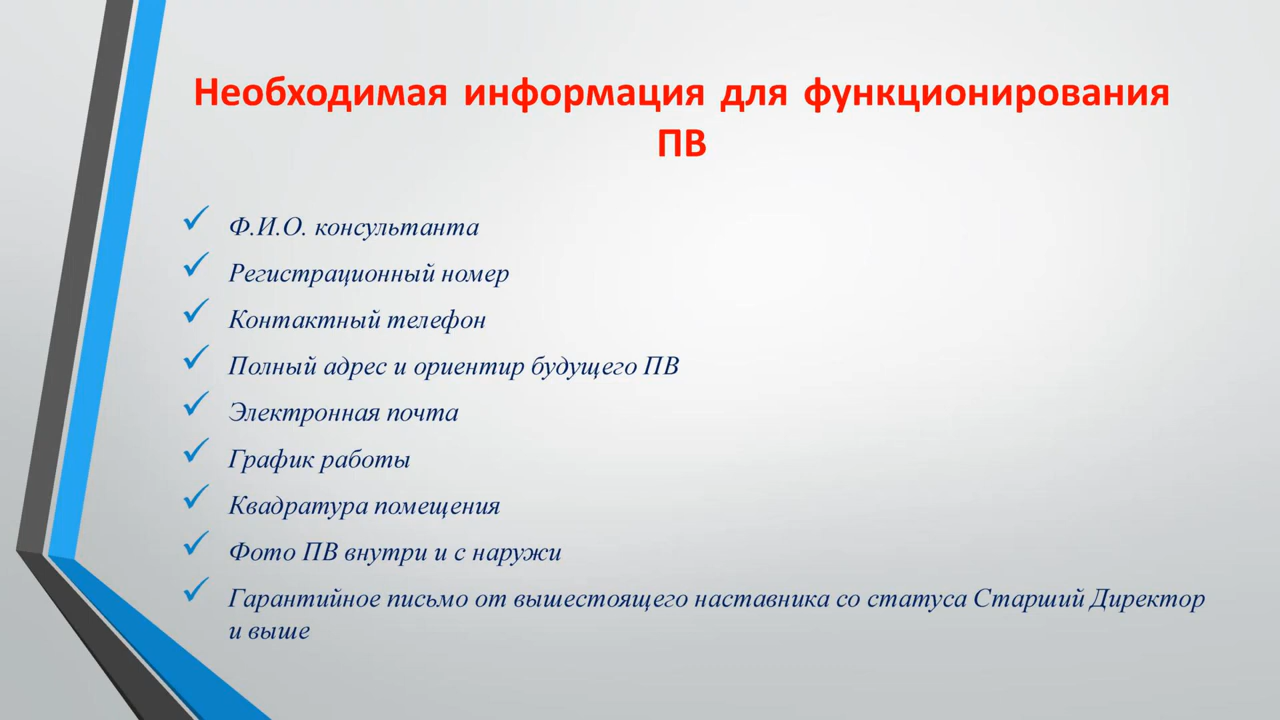 Необходимая информация для функционирования
ПВ
Ф.И.О. консультанта
Регистрационный номер
Контактный телефон
Полный адрес и ориентир будущего ПВ
Электронная почта
График работы
Квадратура помещения
Фото ПВ внутри и с наружи
Гарантийное письмо от вышестоящего наставника со статуса Старший Директор
и выше